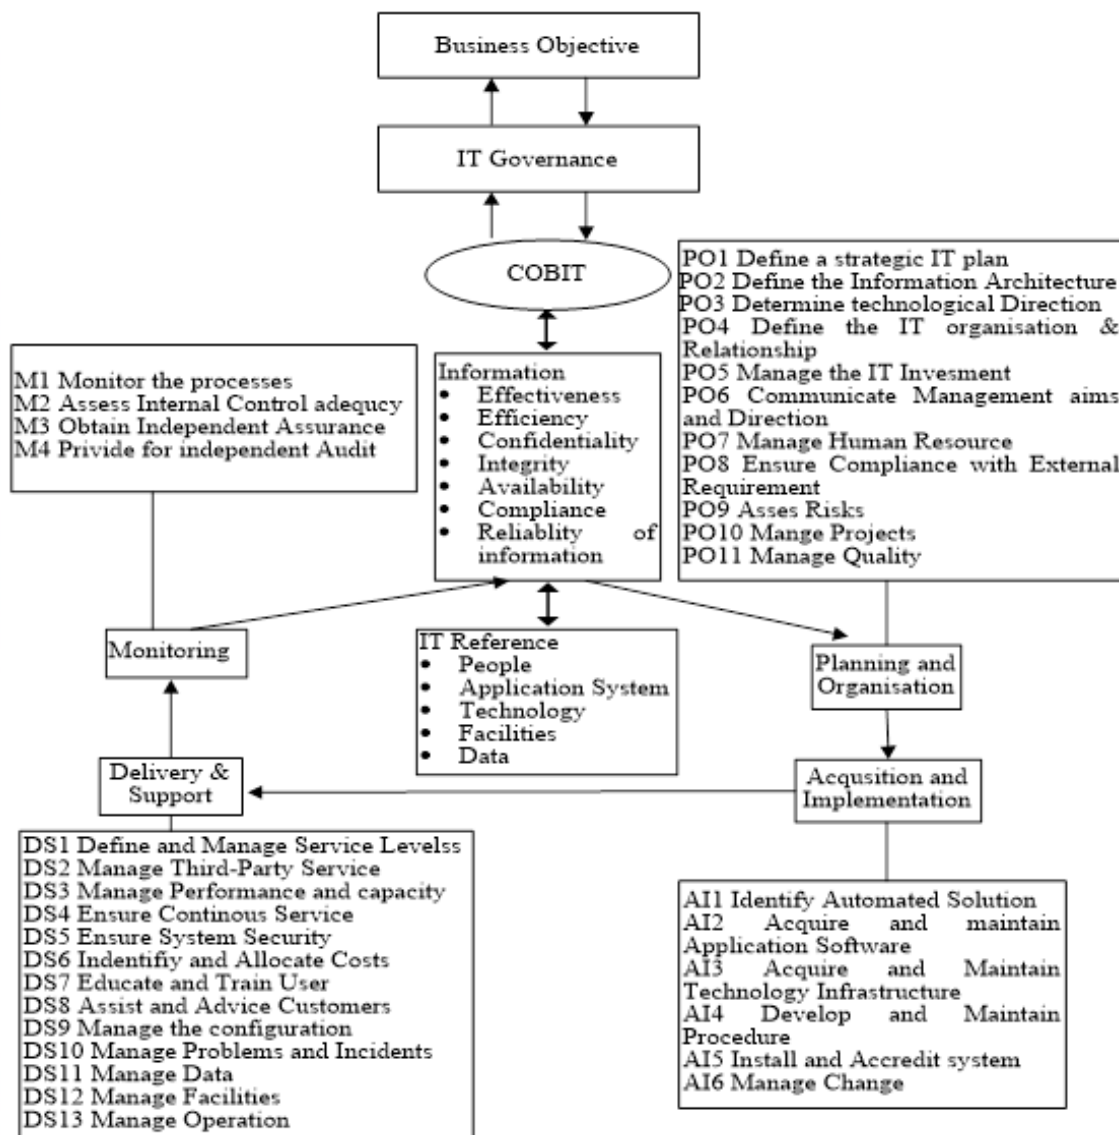 Business Objective
IT Governance
COBIT
PO1 Define a strategic IT plan
PO2 Define the Information Architecture
PO3 Determine technological Direction
PO4 Define the IT organisation &
Relationship
PO5 Manage the IT Invesment
PO6 Communicate Management aims
and Direction
PO7 Manage Human Resource
PO8 Ensure Compliance with External
Requirement
PO9 Asses Risks
PO10 Mange Projects
PO11 Manage Quality
M1 Monitor the processes
M2 Assess Internal Control adequcy
M3 Obtain Independent Assurance
M4 Privide for independent Audit
Information
• Effectiveness
• Efficiency
• Confidentiality
• Integrity
• Availability
• Compliance
• Reliablity of
information
Monitoring
IT Reference
• People
• Application System
• Technology
• Facilities
• Data
Planning and
Organisation
Delivery &
Support
Acqusition and
Implementation
DS1 Define and Manage Service Levelss
DS2 Manage Third-Party Service
DS3 Manage Performance and capacity
DS4 Ensure Continous Service
DS5 Ensure System Security
DS6 Indentifiy and Allocate Costs
DS7 Educate and Train User
DS8 Assist and Advice Customers
DS9 Manage the configuration
DS10 Manage Problems and Incidents
DS11 Manage Data
DS12 Manage Facilities
DS13 Manage Operation
AI1 Identify Automated Solution
AI2 Acquire and maintain
Application Software
AI3 Acquire and Maintain
Technology Infrastructure
AI4 Develop and Maintain
Procedure
AI5 Install and Accredit system
AI6 Manage Change